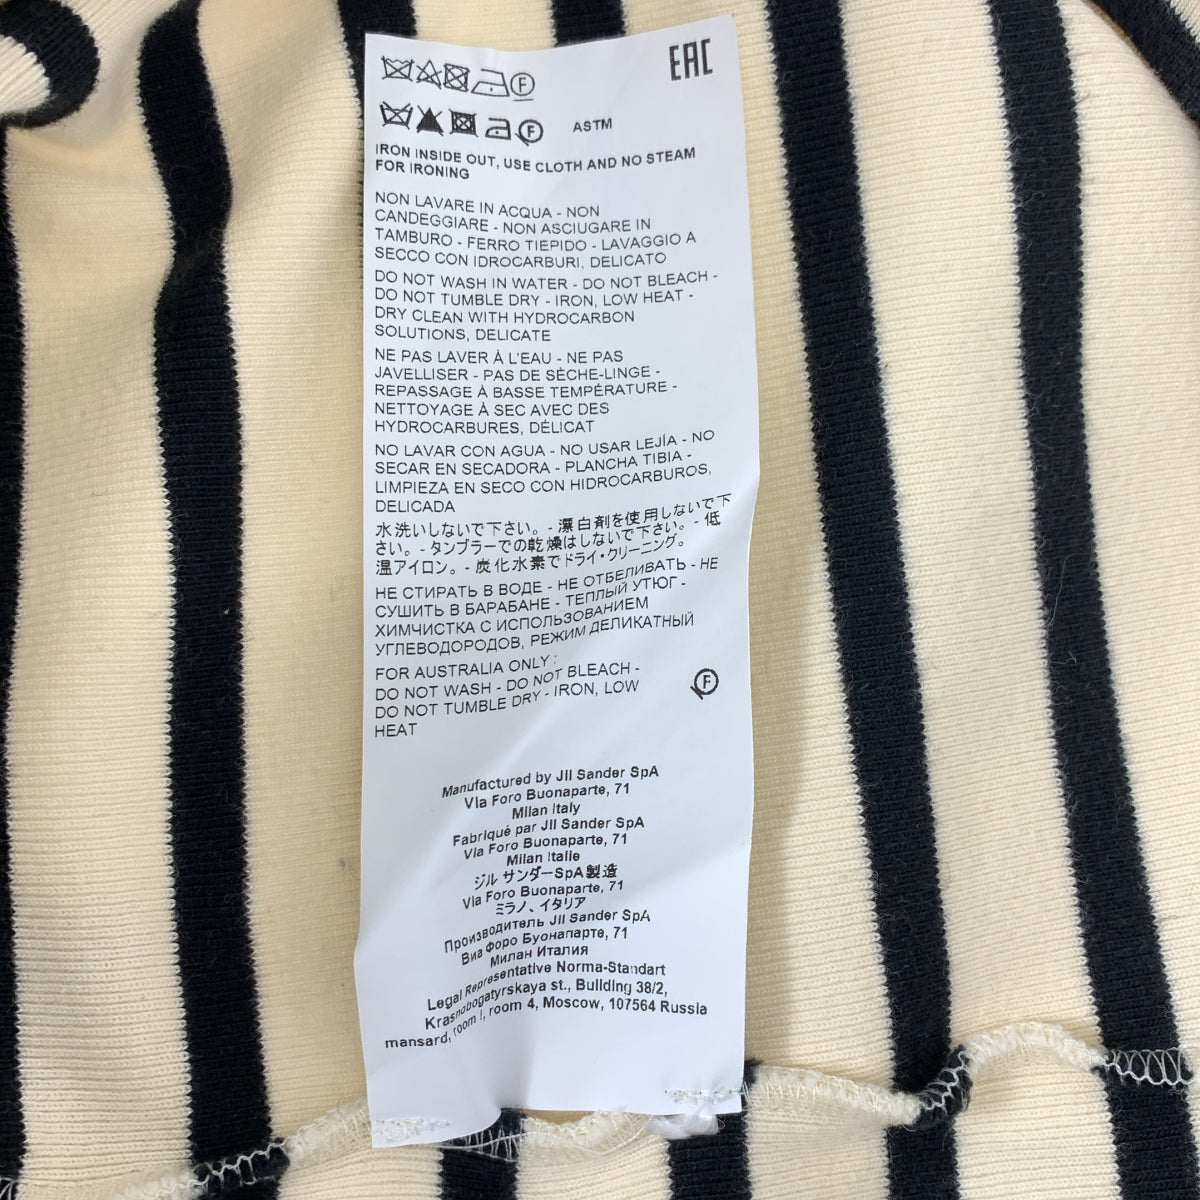 EAC
F
F
ASTM
IRON INSIDE OUT, USE CLOTH AND NO STEAM
FOR IRONING
NON LAVARE IN ACQUA - NON
CANDEGGIARE - NON ASCIUGARE IN
TAMBURO - FERRO TIEPIDO - LAVAGGIO A
SECCO CON IDROCARBURI, DELICATO
DO NOT WASH IN WATER - DO NOT BLEACH -
DO NOT TUMBLE DRY - IRON, LOW HEAT -
DRY CLEAN WITH HYDROCARBON
SOLUTIONS, DELICATE
NE PAS LAVER À L'EAU - NE PAS
JAVELLISER - PAS DE SÈCHE-LINGE -
REPASSAGE À BASSE TEMPÉRATURE -
NETTOYAGE À SEC AVEC DES
HYDROCARBURES, DÉLICAT
NO LAVAR CON AGUA - NO USAR LEJÍA - NO
SECAR EN SECADORA - PLANCHA TIBIA -
LIMPIEZA EN SECO CON HIDROCARBUROS,
DELICADA
水洗いしないで下さい。- 漂白剤を使用しないで下
さい。- タンブラーでの乾燥はしないで下さい。- 低
温アイロン。- 炭化水素でドライ・クリーニング。
НЕ СТИРАТЬ В ВОДЕ - НЕ ОТБЕЛИВАТЬ - НЕ
СУШИТЬ В БАРАБАНЕ - ТЕПЛЫЙ УТЮГ -
ХИМЧИСТКА С ИСПОЛЬЗОВАНИЕМ
УГЛЕВОДОРОДОВ, РЕЖИМ ДЕЛИКАТНЫЙ
FOR AUSTRALIA ONLY :
DO NOT WASH - DO NOT BLEACH -
DO NOT TUMBLE DRY - IRON, LOW
HEAT
F
Manufactured by Jil Sander SpA
Via Foro Buonaparte, 71
Milan Italy
Fabriqué par Jil Sander SpA
Via Foro Buonaparte, 71
Milan Italie
ジル サンダーSpA製造
Via Foro Buonaparte, 71
ミラノ、イタリア
Производитель Jil Sander SpA
Виа Форо Буонапарте, 71
Милан Италия
Legal Representative Norma-Standart
Krasnobogatyrskaya st., Building 38/2,
mansard, room I, room 4, Moscow, 107564 Russia